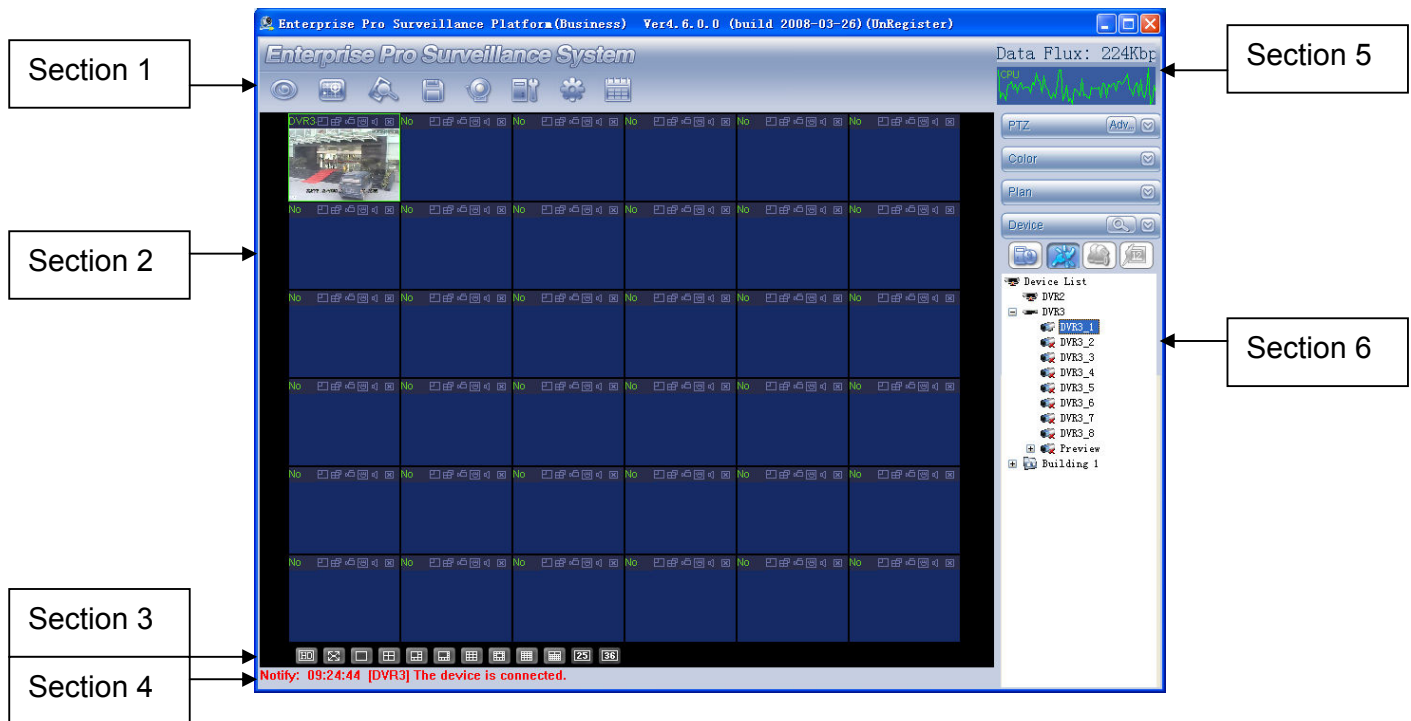 Enterprise Pro Surveillance Platform(Business) Ver4.6.0.0 (build 2008-03-26)(UnRegister)
Enterprise Pro Surveillance System
Data Flux: 224Kbp
CPU
Section 1
Section 5
DVR3 No No No No No
PTZ Adv..
Color
Plan
Device
No No No No No No
Section 2
Device List
DVR2
No No No No No No
DVR3
DVR3_1
DVR3_2
DVR3_3
Section 6
DVR3_4
No No No No No No
DVR3_5
DVR3_6
DVR3_7
DVR3_8
Preview
Building 1
No No No No No No
No No No No No No
Section 3
HD 25 36
Section 4
Notify: 09:24:44 [DVR3] The device is connected.